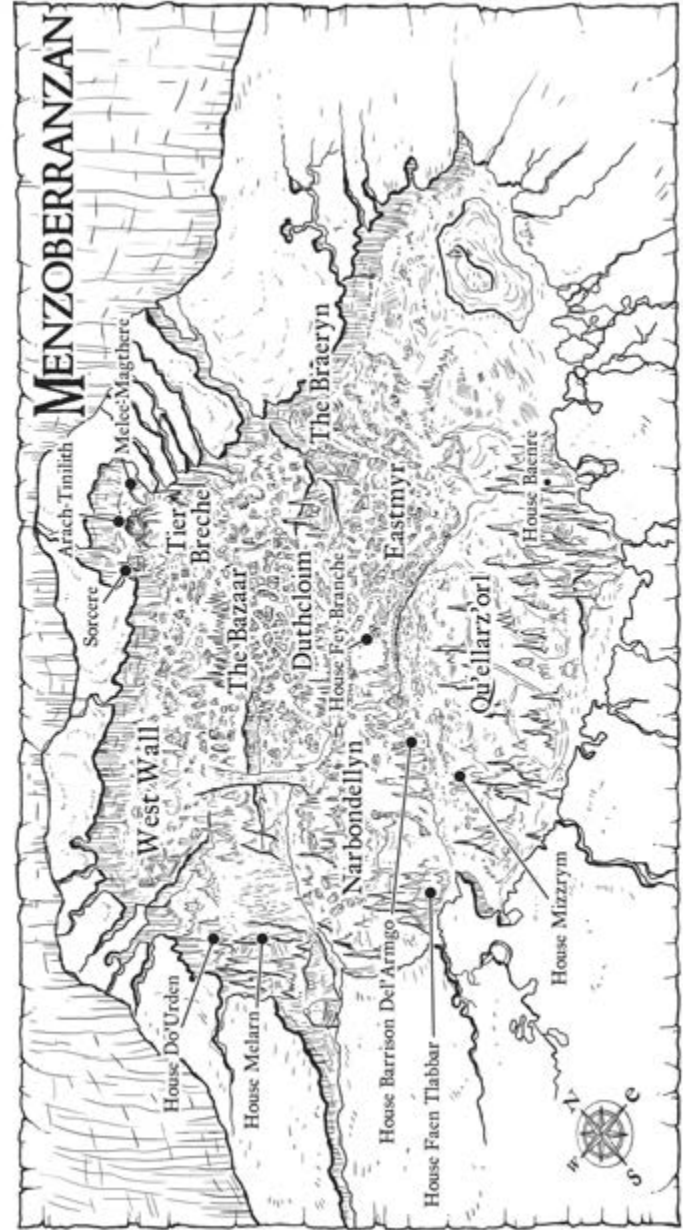 MENZOBERRANZAN
Arach-Tinilith
Sorcere
Melee-Magthere
Tier
Breche
West Wall
House Do'Urden
The Bazaar
House Melarn
Duthcloim
The Braeryn
House Fey-Branche
Narbondellyn
Eastmyr
House Barrison Del'Armgo
House Faen Tlabbar
Qu'ellarz'orl
House Baenre
House Mizzrym
W
N
S
E